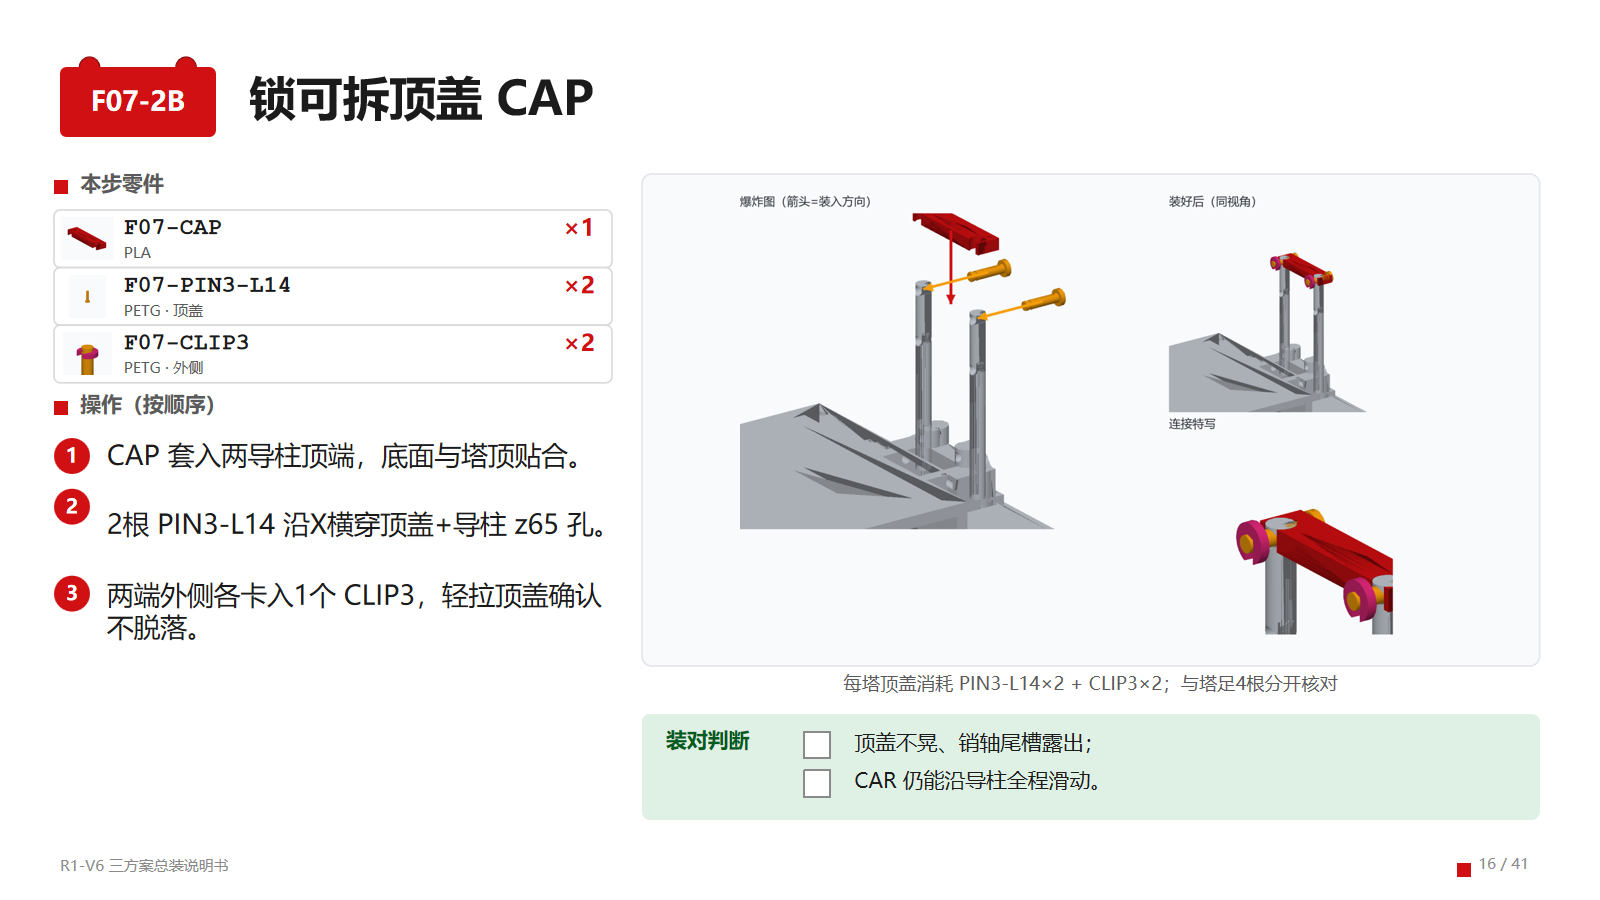 F07-2B
锁可拆顶盖 CAP
本步零件
F07-CAP
×1
PLA
F07-PIN3-L14
×2
PETG · 顶盖
F07-CLIP3
×2
PETG · 外侧
操作（按顺序）
1
CAP 套入两导柱顶端，底面与塔顶贴合。
2
2根 PIN3-L14 沿X横穿顶盖+导柱 z65 孔。
3
两端外侧各卡入1个 CLIP3，轻拉顶盖确认
不脱落。
爆炸图（箭头=装入方向）
装好后（同视角）
连接特写
每塔顶盖消耗 PIN3-L14×2 + CLIP3×2；与塔足4根分开核对
装对判断
顶盖不晃、销轴尾槽露出；
CAR 仍能沿导柱全程滑动。
R1-V6 三方案总装说明书
16 / 41